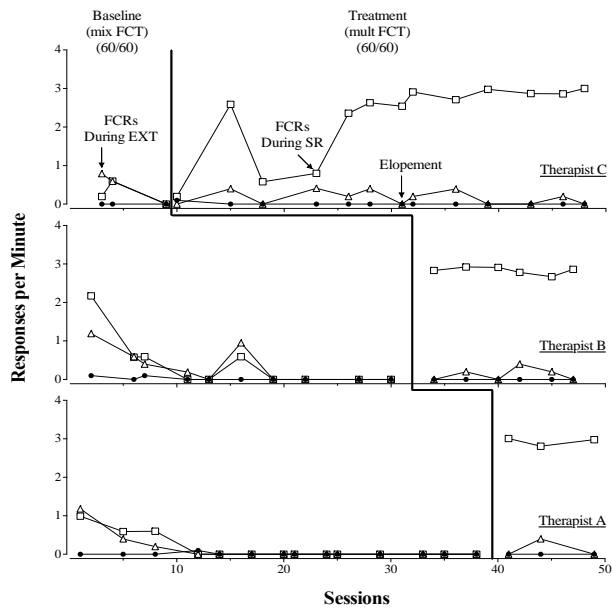 Baseline
(mix FCT)
(60/60)
Treatment
(mult FCT)
(60/60)
4
3
2
1
0
FCRs
During EXT
FCRs
During SR
Elopement
Therapist C
4
3
2
1
0
Therapist B
4
3
2
1
0
Therapist A
0
10
20
30
40
50
Responses per Minute
Sessions